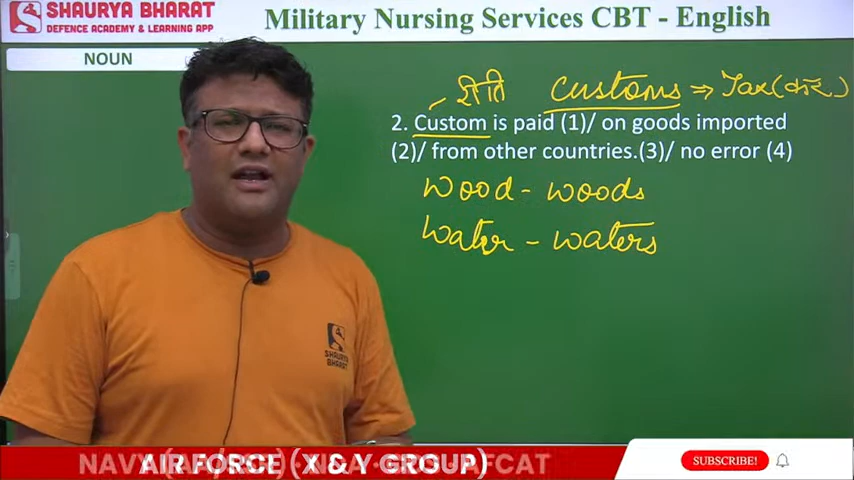 SHAURYA BHARAT
DEFENCE ACADEMY & LEARNING APP
Military Nursing Services CBT - English
NOUN
रीति customs ⇒ Tax (कर)
2. Custom is paid (1)/ on goods imported
(2)/ from other countries.(3)/ no error (4)
wood - woods
water - waters
SHAURYA
BHARAT
AIR FORCE (X & Y GROUP)
SUBSCRIBE!